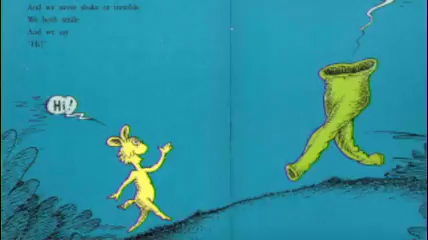 And we never shake or tremble.
We both smile
And we say
"Hi!"
Hi!